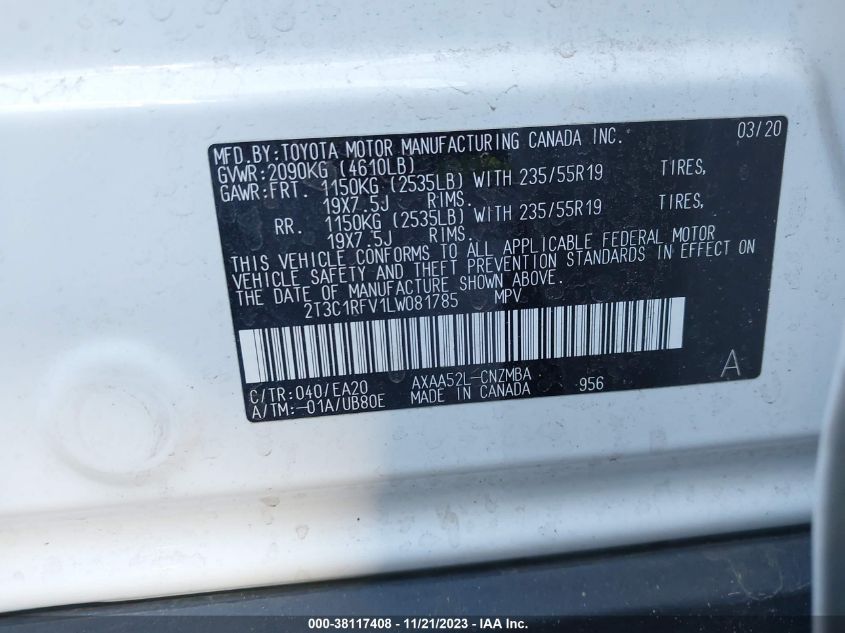 03/20
MFD.BY:TOYOTA MOTOR MANUFACTURING CANADA INC.
GVWR:2090KG (4610LB)
GAWR:FRT. 1150KG (2535LB) WITH 235/55R19 TIRES,
19X7.5J RIMS.
RR. 1150KG (2535LB) WITH 235/55R19 TIRES,
19X7.5J RIMS.
THIS VEHICLE CONFORMS TO ALL APPLICABLE FEDERAL MOTOR
VEHICLE SAFETY AND THEFT PREVENTION STANDARDS IN EFFECT ON
THE DATE OF MANUFACTURE SHOWN ABOVE.
2T3C1RFV1LW081785 MPV
A
C/TR:040/EA20 AXAA52L-CNZMBA
A/TM:-01A/UB80E MADE IN CANADA 956
000-38117408 - 11/21/2023 - IBW